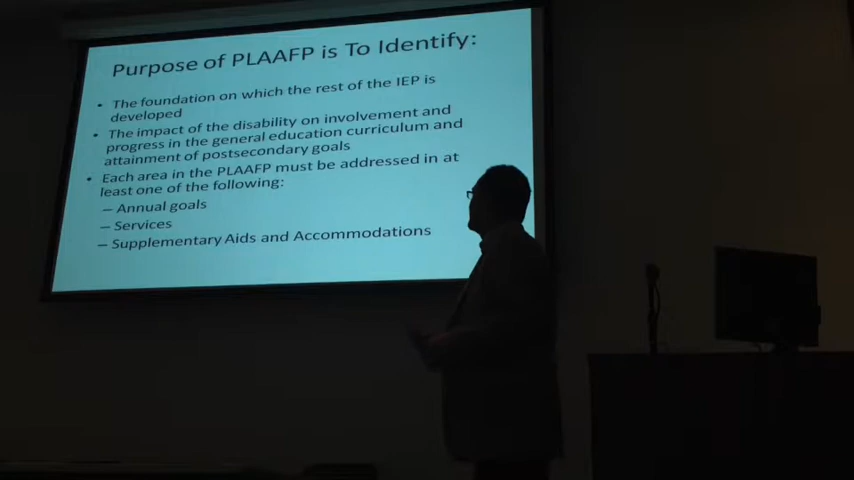 Purpose of PLAAFP is To Identify:
• The foundation on which the rest of the IEP is
developed
• The impact of the disability on involvement and
progress in the general education curriculum and
attainment of postsecondary goals
• Each area in the PLAAFP must be addressed in at
least one of the following:
– Annual goals
– Services
– Supplementary Aids and Accommodations